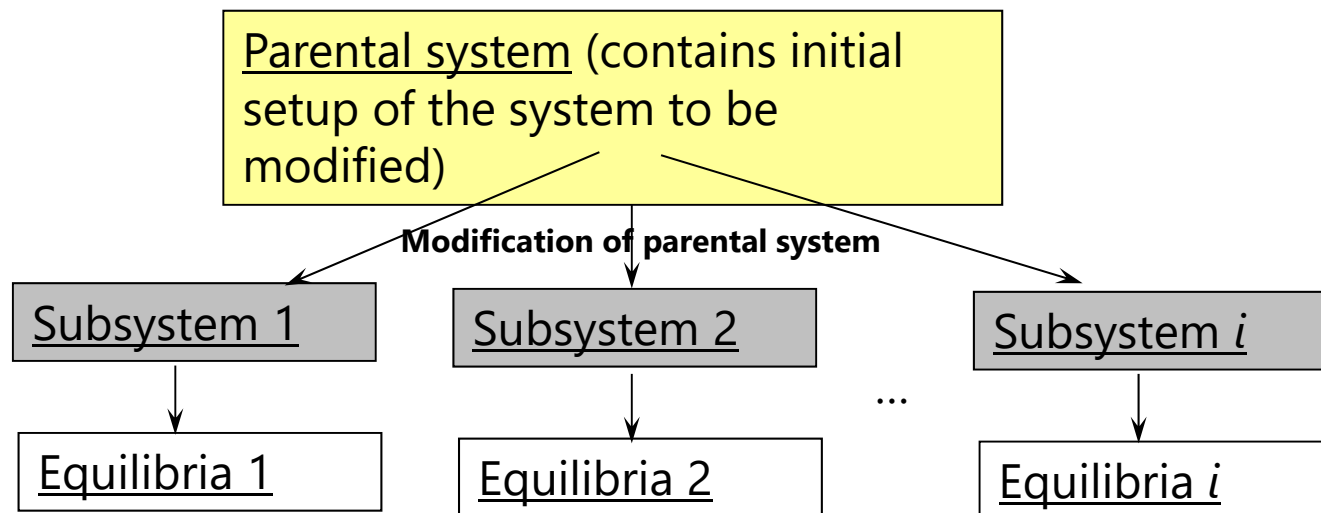 Parental system (contains initial
setup of the system to be
modified)
Modification of parental system
Subsystem 1
Subsystem 2
Subsystem i
...
Equilibria 1
Equilibria 2
Equilibria i